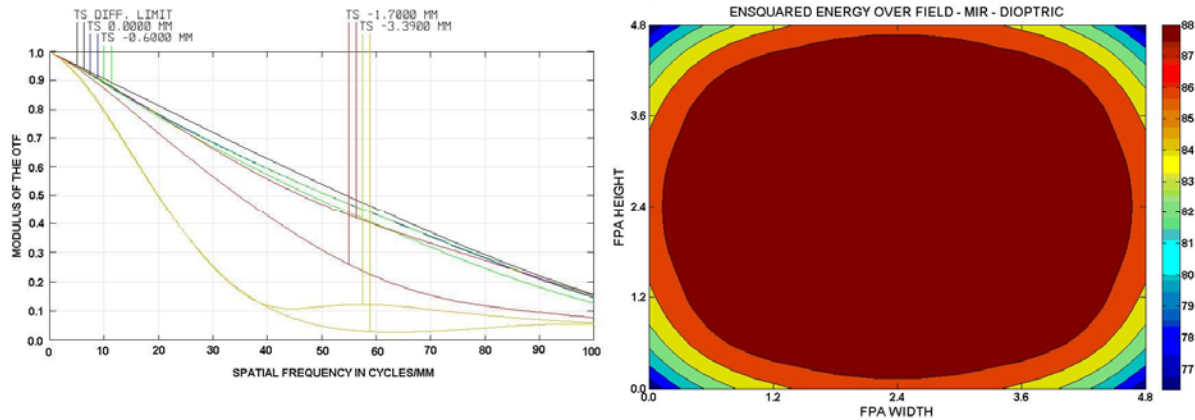 TS DIFF. LIMIT
TS 0.0000 MM
TS -0.6000 MM
TS -1.7000 MM
TS -3.3900 MM
1.0
0.9
0.8
0.7
0.6
0.5
0.4
0.3
0.2
0.1
0.0
MODULUS OF THE OTF
0 10 20 30 40 50 60 70 80 90 100
SPATIAL FREQUENCY IN CYCLES/MM
ENSQUARED ENERGY OVER FIELD - MIR - DIOPTRIC
4.8
3.6
2.4
1.2
0.0
FPA HEIGHT
0.0 1.2 2.4 3.6 4.8
FPA WIDTH
88
87
86
85
84
83
82
81
80
79
78
77